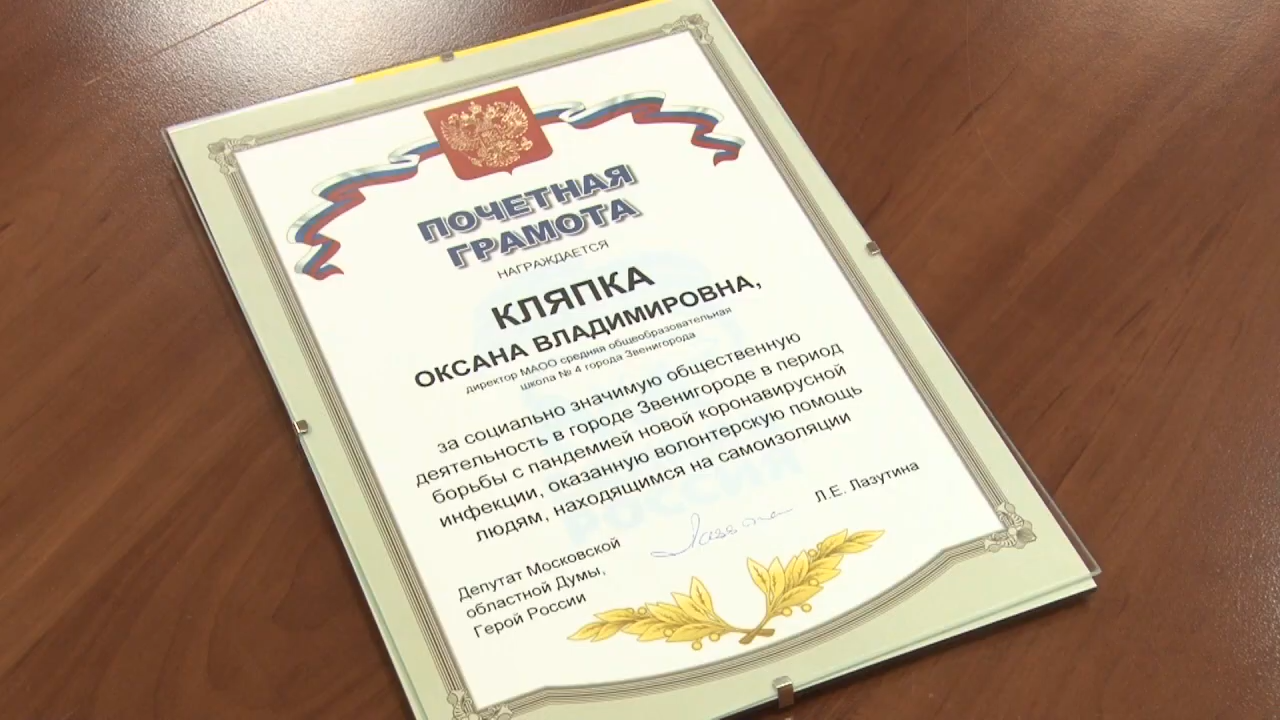 ПОЧЕТНАЯ
ГРАМОТА
НАГРАЖДАЕТСЯ
КЛЯПКА
ОКСАНА ВЛАДИМИРОВНА,
директор МАОО средняя общеобразовательная
школа № 4 города Звенигорода
за социально значимую общественную
деятельность в городе Звенигороде в период
борьбы с пандемией новой коронавирусной
инфекции, оказанную волонтерскую помощь
людям, находящимся на самоизоляции
РОССИЯ
Депутат Московской
областной Думы,
Герой России
Л.Е. Лазутина